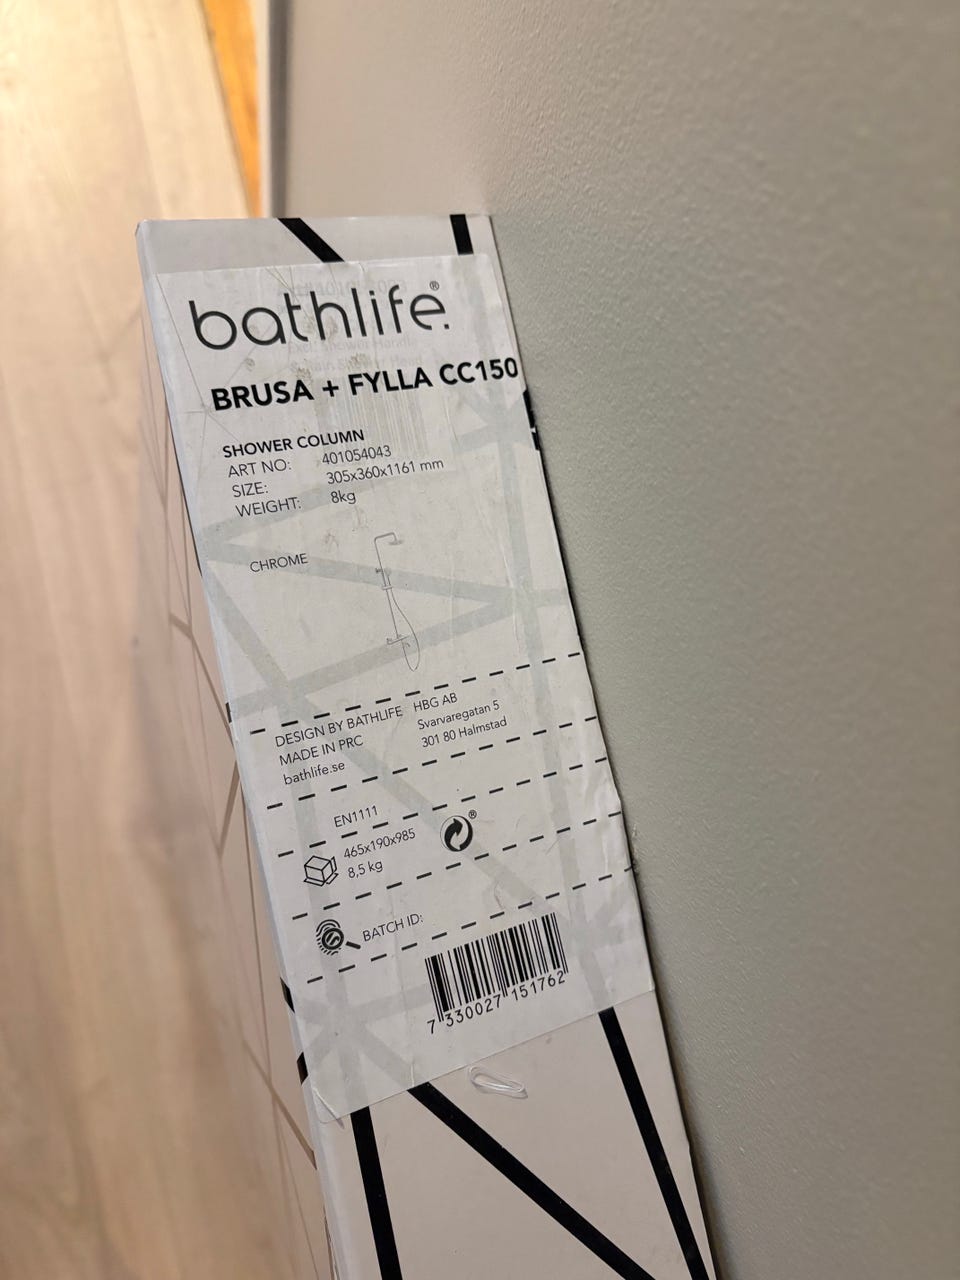 bathlife®
BRUSA + FYLLA CC150
SHOWER COLUMN
ART NO: 401054043
SIZE: 305x360x1161 mm
WEIGHT: 8kg
CHROME
DESIGN BY BATHLIFE
MADE IN PRC
bathlife.se
HBG AB
Svarvaregatan 5
301 80 Halmstad
EN1111
465x190x985
8,5 kg
®
BATCH ID:
7 330027 151762